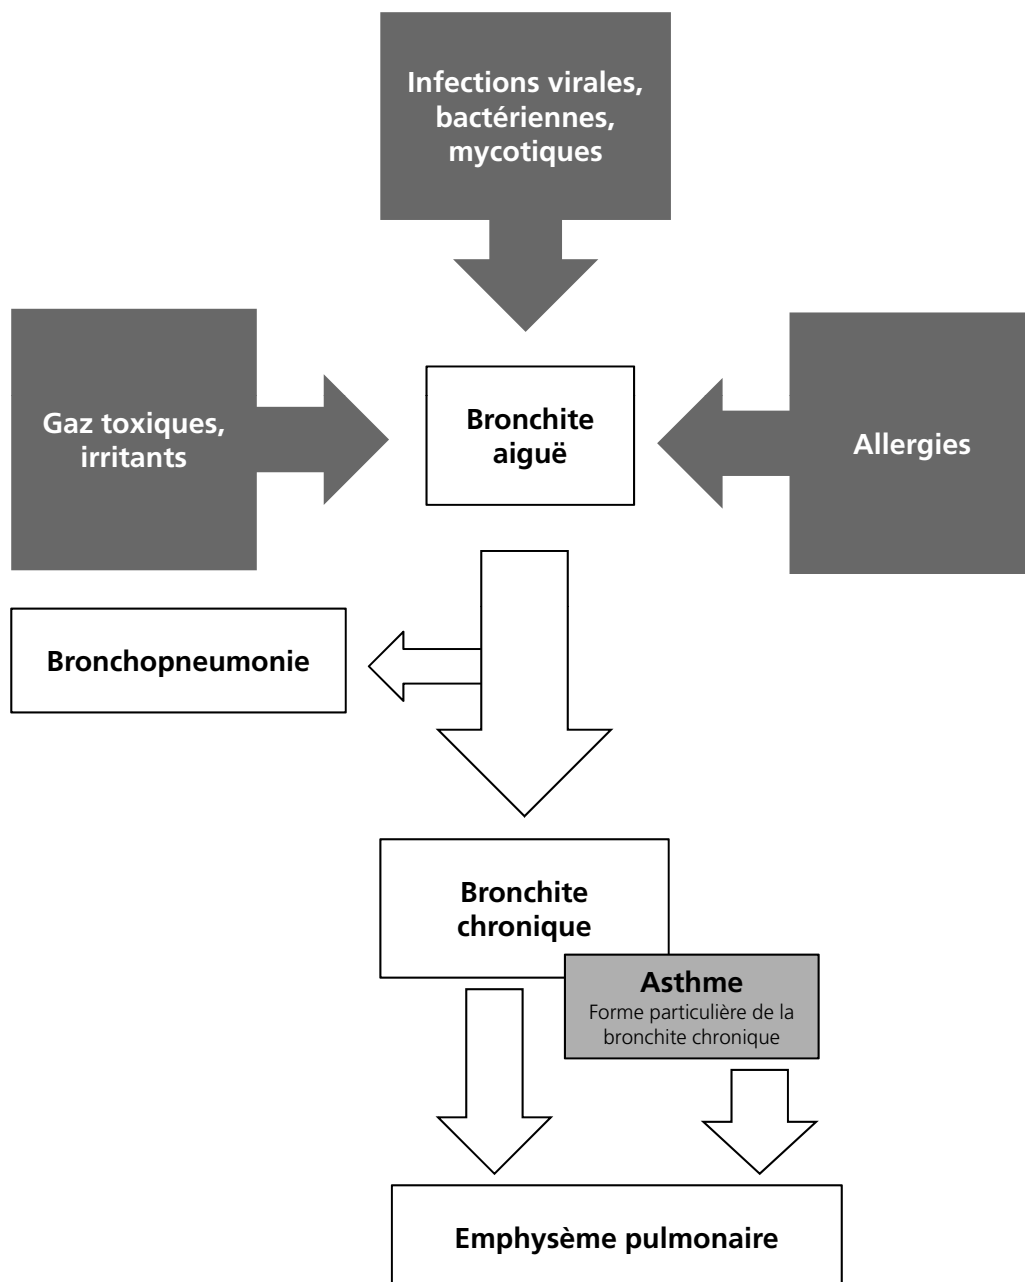 Infections virales,
bactériennes,
mycotiques
Gaz toxiques,
irritants
Bronchite
aiguë
Allergies
Bronchopneumonie
Bronchite
chronique
Asthme
Forme particulière de la
bronchite chronique
Emphysème pulmonaire